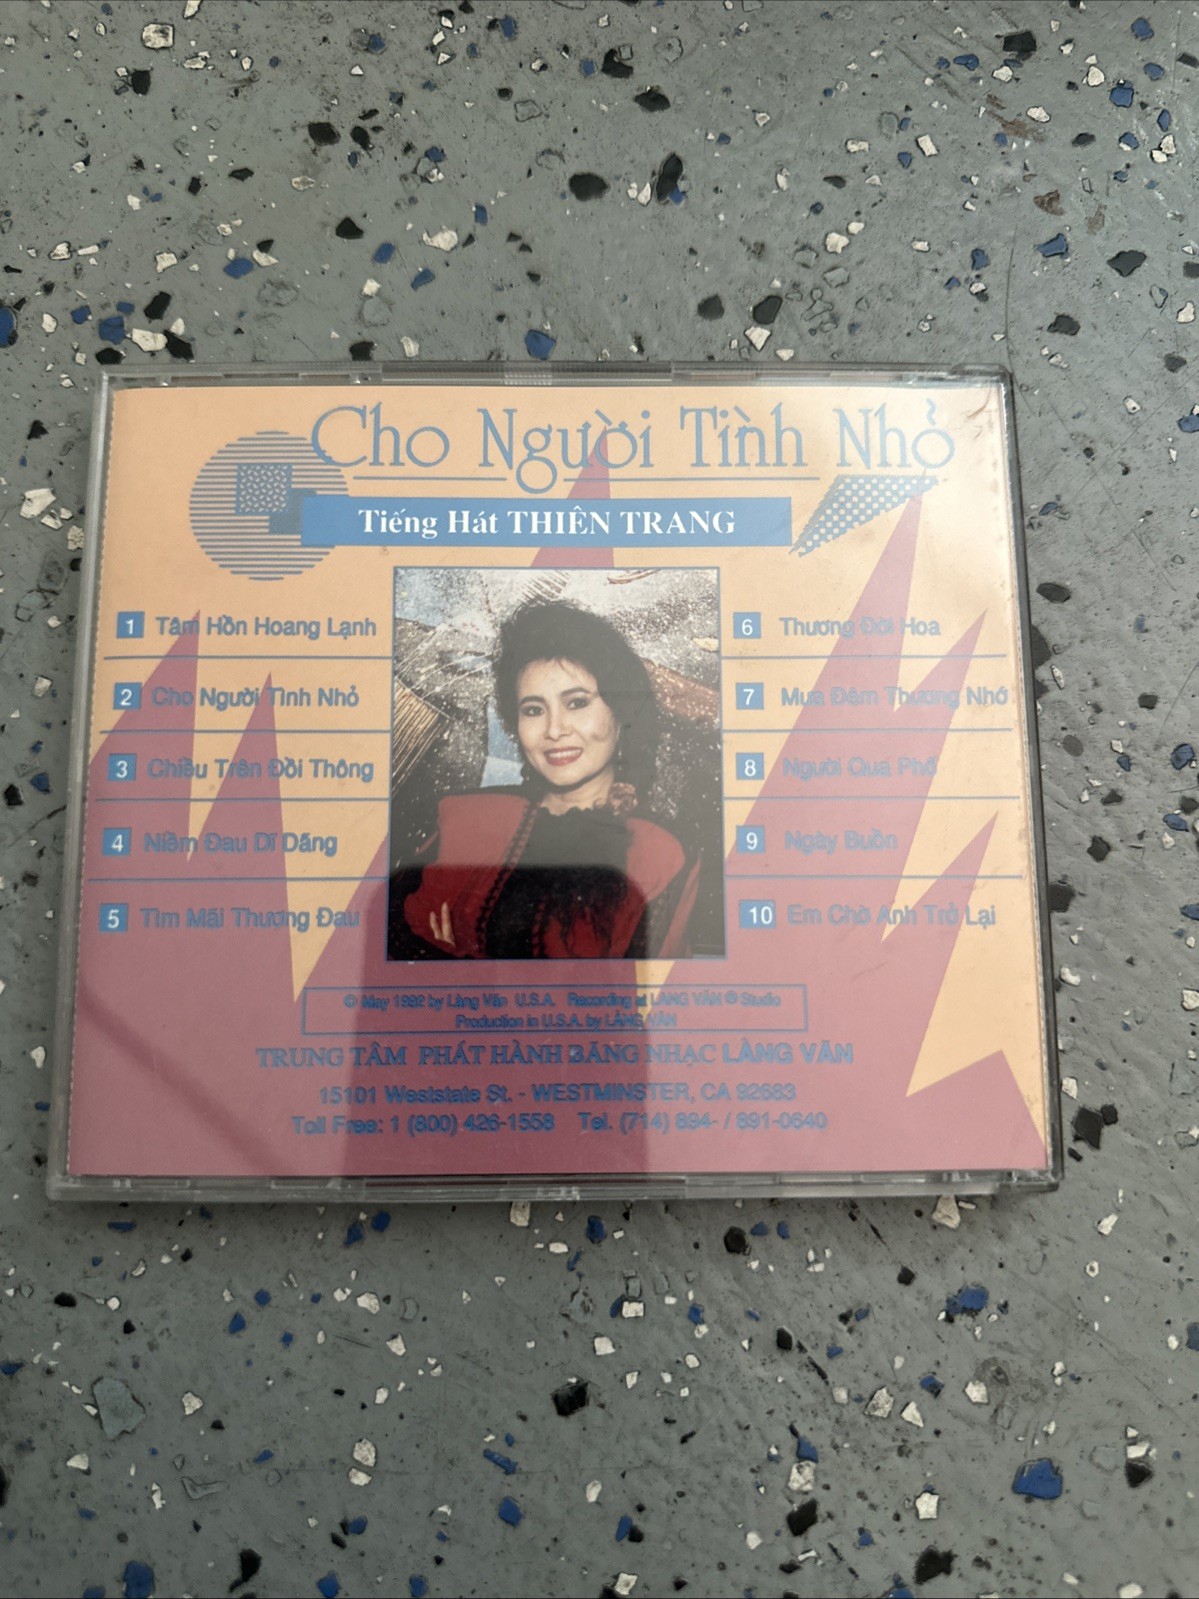 Cho Người Tình Nhỏ
Tiếng Hát THIÊN TRANG
1 Tâm Hồn Hoang Lạnh
2 Cho Người Tình Nhỏ
3 Chiều Trên Đồi Thông
4 Niềm Đau Dĩ Dãng
5 Tìm Mãi Thương Đau
6 Thương Đời Hoa
7 Mưa Đêm Thương Nhớ
8 Người Qua Phố
9 Ngày Buồn
10 Em Chờ Anh Trở Lại
© May 1992 by Làng Văn U.S.A. Recording at LÀNG VĂN ® Studio
Production in U.S.A. by LÀNG VĂN
TRUNG TÂM PHÁT HÀNH BĂNG NHẠC LÀNG VĂN
15101 Weststate St. - WESTMINSTER, CA 92683
Toll Free: 1 (800) 426-1558 Tel. (714) 894- / 891-0640